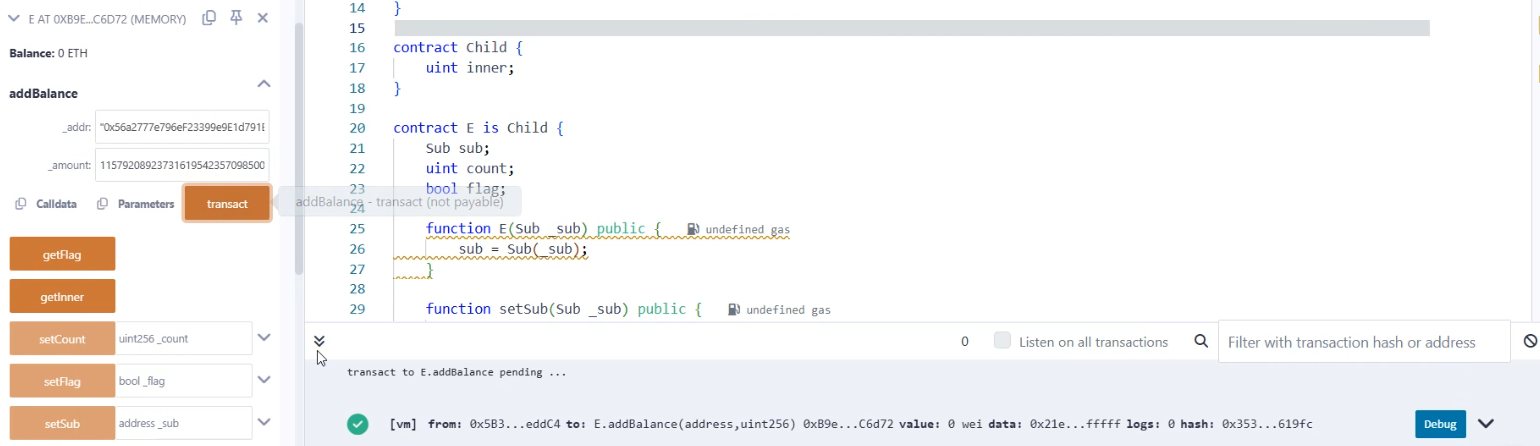 E AT 0XB9E...C6D72 (MEMORY)
Balance: 0 ETH
addBalance
_addr: "0x56a2777e796eF23399e9E1d791E
_amount: 11579208923731619542357098500
Calldata Parameters transact
addBalance - transact (not payable)
getFlag
getInner
setCount uint256 _count
setFlag bool _flag
setSub address _sub
14 }
15
16 contract Child {
17 uint inner;
18 }
19
20 contract E is Child {
21 Sub sub;
22 uint count;
23 bool flag;
24
25 function E(Sub _sub) public { undefined gas
26 sub = Sub(_sub);
27 }
28
29 function setSub(Sub _sub) public { undefined gas
0 Listen on all transactions Filter with transaction hash or address
transact to E.addBalance pending ...
[vm] from: 0x5B3...eddC4 to: E.addBalance(address,uint256) 0xB9e...C6d72 value: 0 wei data: 0x21e...fffff logs: 0 hash: 0x353...619fc Debug